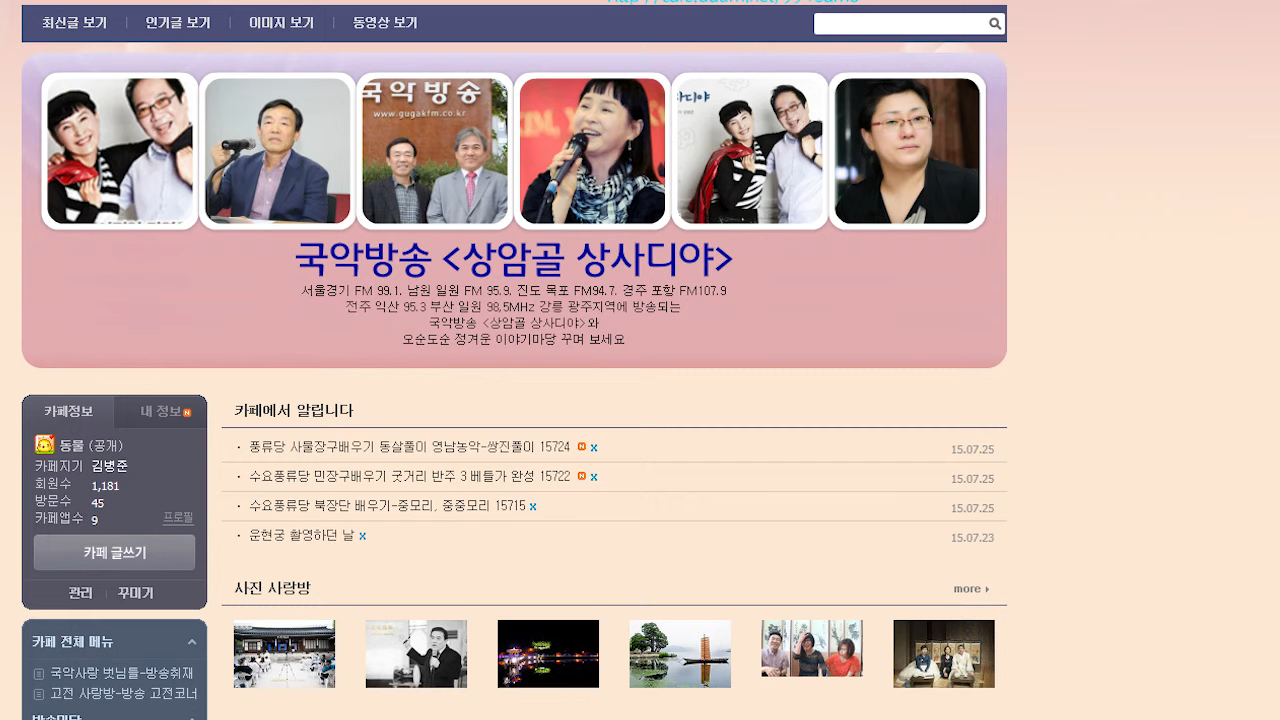 최신글 보기 | 인기글 보기 | 이미지 보기 | 동영상 보기
국악방송
www.gugakfm.co.kr
국악방송 <상암골 상사디야>
서울경기 FM 99.1, 남원 일원 FM 95.9, 진도 목포 FM94.7, 경주 포항 FM107.9
전주 익산 95.3 부산 일원 98.5MHz 강릉 광주지역에 방송되는
국악방송 <상암골 상사디야>와
오순도순 정겨운 이야기마당 꾸며 보세요
카페정보 내 정보 N
동물 (공개)
카페지기 김병준
회원수 1,181
방문수 45
카페앱수 9 프로필
카페 글쓰기
관리 | 꾸미기
카페 전체 메뉴
국악사랑 벗님들-방송취재
고전 사랑방-방송 고전코너
방송마당
카페에서 알립니다
· 풍류당 사물장구배우기 동살풀이 영남농악-쌍진풀이 15724 N x 15.07.25
· 수요풍류당 민장구배우기 굿거리 반주 3 베틀가 완성 15722 N x 15.07.25
· 수요풍류당 북장단 배우기-중모리, 중중모리 15715 x 15.07.25
· 운현궁 촬영하던 날 x 15.07.23
사진 사랑방 more